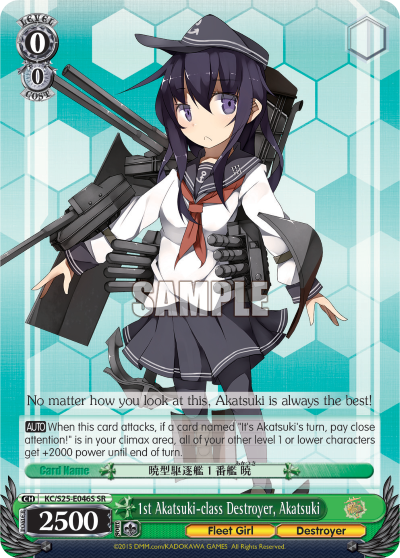 LEVEL
0
0
COST
SAMPLE
No matter how you look at this, Akatsuki is always the best!
AUTO When this card attacks, if a card named "It's Akatsuki's turn, pay close
attention!" is in your climax area, all of your other level 1 or lower characters
get +2000 power until end of turn.
Card Name
暁型駆逐艦1番艦 暁
CH KC/S25-E046S SR
1st Akatsuki-class Destroyer, Akatsuki
POWER
2500
SOUL
Fleet Girl
Destroyer
©2015 DMM.com/KADOKAWA GAMES All Rights Reserved.